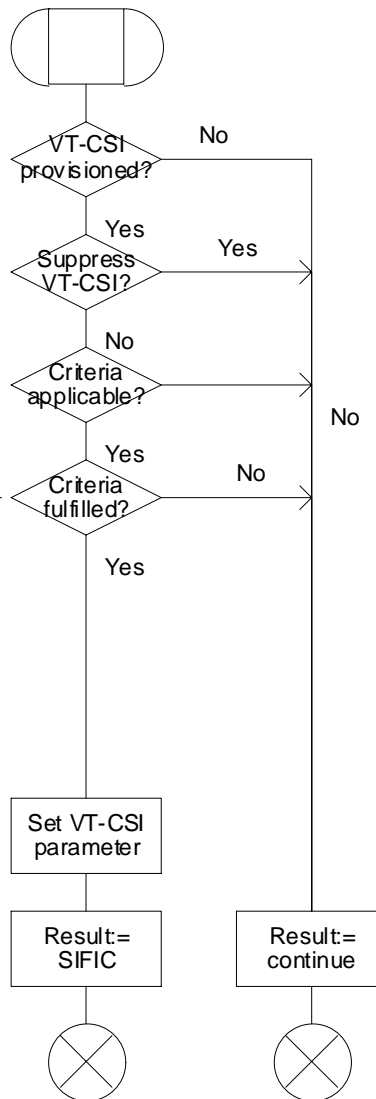 No
VT-CSI
provisioned?
Yes
Suppress
VT-CSI?
Yes
No
Criteria
applicable?
No
Yes
Criteria
fulfilled?
No
Yes
Set VT-CSI
parameter
Result:=
SIFIC
Result:=
continue